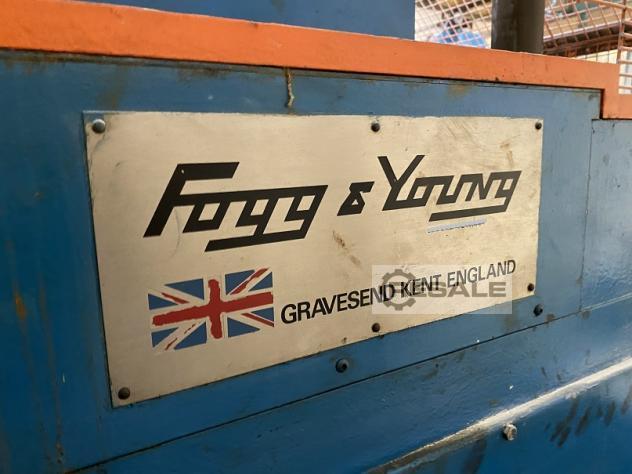 Fogg & Young
GRAVESEND KENT ENGLAND